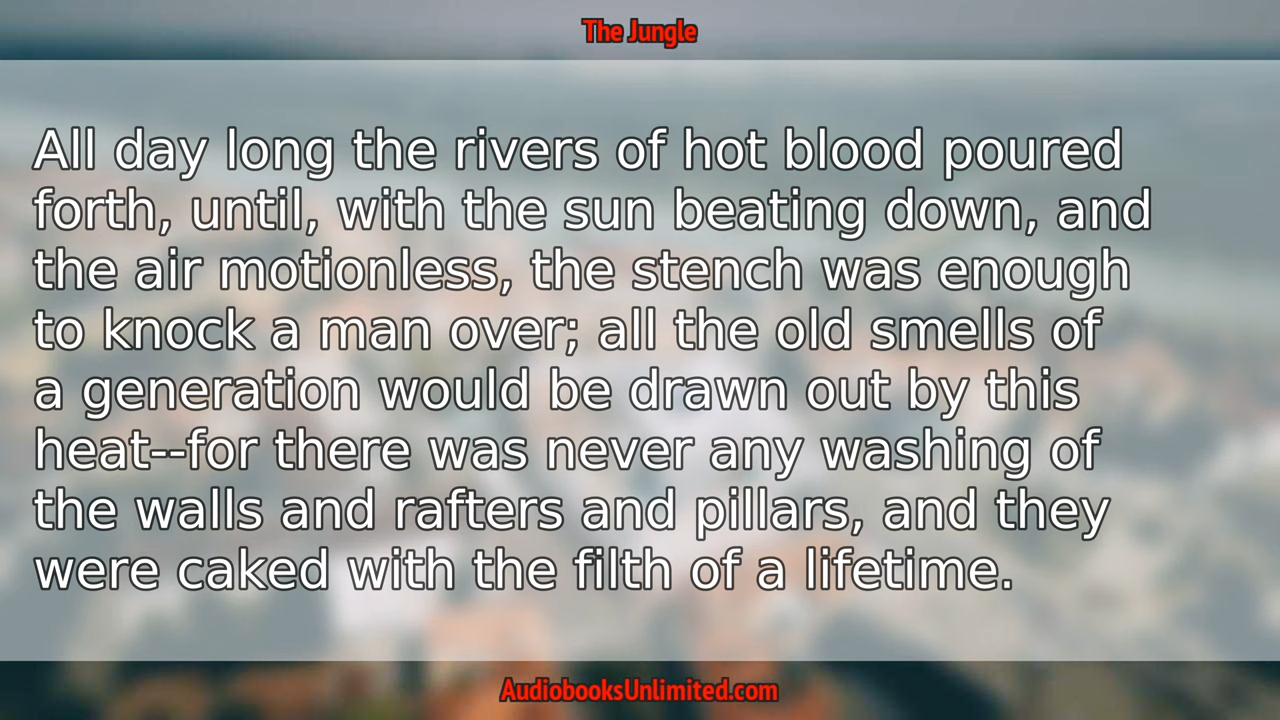 The Jungle
All day long the rivers of hot blood poured
forth, until, with the sun beating down, and
the air motionless, the stench was enough
to knock a man over; all the old smells of
a generation would be drawn out by this
heat--for there was never any washing of
the walls and rafters and pillars, and they
were caked with the filth of a lifetime.
AudiobooksUnlimited.com